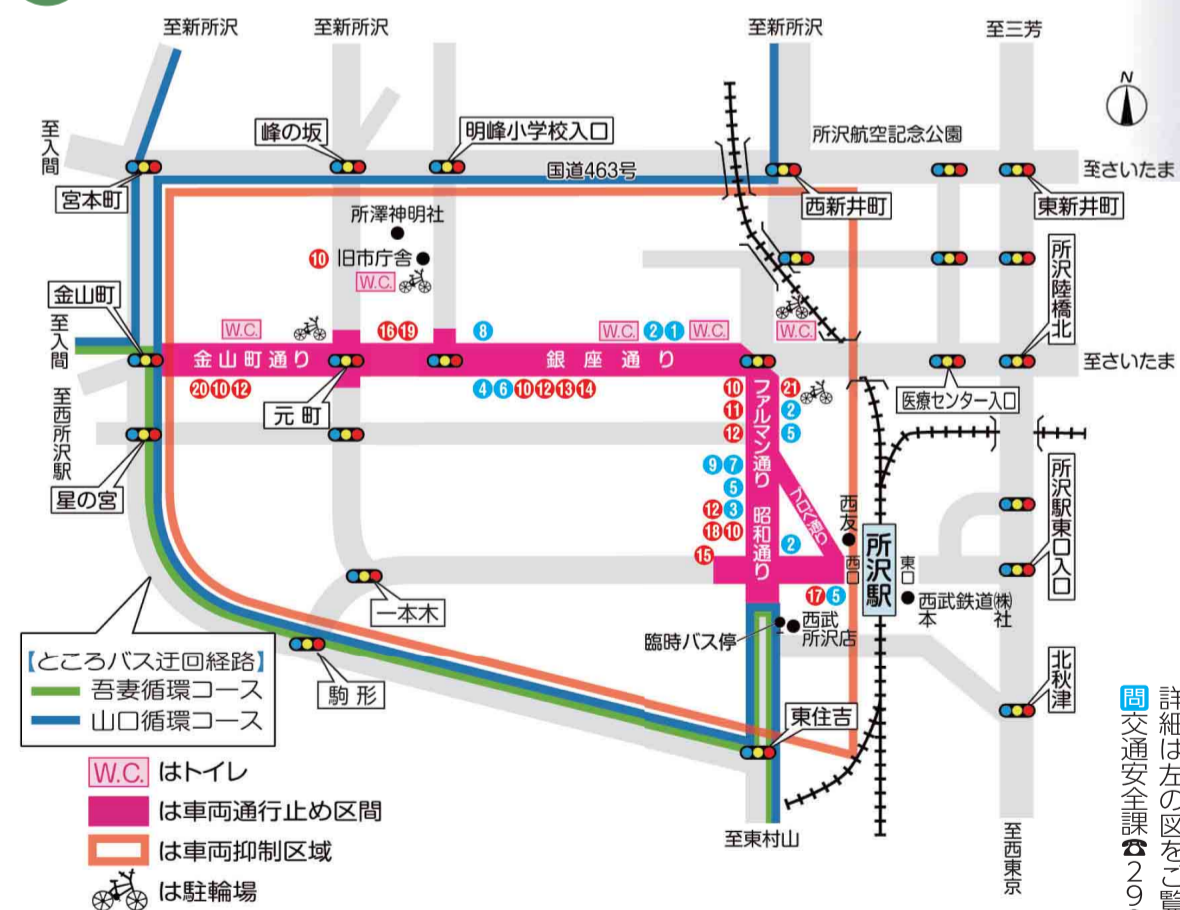 至新所沢
至新所沢
至新所沢
至三芳
N
至入間
峰の坂
明峰小学校入口
所沢航空記念公園
国道463号
至さいたま
宮本町
西新井町
東新井町
所澤神明社
⑩ 旧市庁舎
W.C.
所沢陸橋北
金山町
至入間
W.C.
⑯⑲
⑧
W.C. ②① W.C.
W.C.
金山町通り
銀座通り
至さいたま
⑳⑩⑫
元町
④⑥⑩⑫⑬⑭
⑩
⑪
⑫
ファルマン通り
㉑
②
⑤
医療センター入口
至西所沢駅
星の宮
⑨⑦
⑤
⑫③
⑱⑩
⑮
昭和通り
②
西友
西口
所沢駅
東口
所沢駅東口入口
⑰⑤
西武鉄道㈱
本社
一本木
臨時バス停
西武
所沢店
駒形
北秋津
東住吉
【ところバス迂回経路】
吾妻循環コース
山口循環コース
W.C. はトイレ
は車両通行止め区間
は車両抑制区域
は駐輪場
至東村山
至西東京
詳細は左の図をご覧
問交通安全課☎29